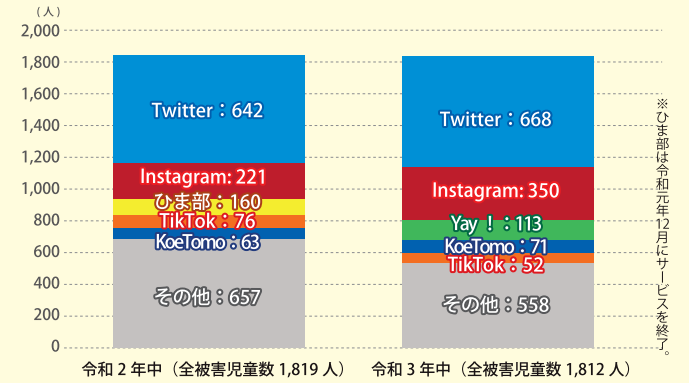 (人)
2,000
1,800
1,600
1,400
1,200
1,000
800
600
400
200
0
Twitter：642
Instagram: 221
ひま部：160
TikTok：76
KoeTomo：63
その他：657
Twitter：668
Instagram: 350
Yay！：113
KoeTomo：71
TikTok：52
その他：558
令和2年中（全被害児童数 1,819 人）
令和3年中（全被害児童数 1,812 人）
※ひま部は令和元年12月にサービスを終了。